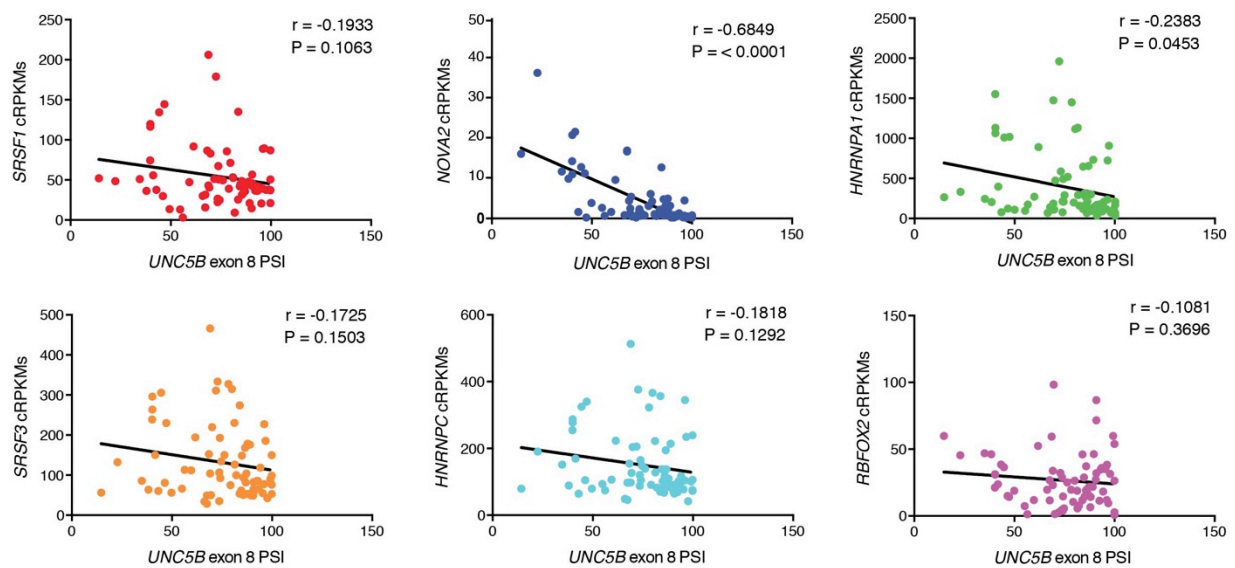 250
200
150
100
50
0
SRSF1 cRPKMs
r = -0.1933
P = 0.1063
0 50 100 150
UNC5B exon 8 PSI
50
40
30
20
10
0
0
NOVA2 cRPKMs
r = -0.6849
P = < 0.0001
0 50 100 150
UNC5B exon 8 PSI
2500
2000
1500
1000
500
0
HNRNPA1 cRPKMs
r = -0.2383
P = 0.0453
0 50 100 150
UNC5B exon 8 PSI
500
400
300
200
100
0
SRSF3 cRPKMs
r = -0.1725
P = 0.1503
0 50 100 150
UNC5B exon 8 PSI
600
400
200
0
HNRNPC cRPKMs
r = -0.1818
P = 0.1292
0 50 100 150
UNC5B exon 8 PSI
150
100
50
0
RBFOX2 cRPKMs
r = -0.1081
P = 0.3696
0 50 100 150
UNC5B exon 8 PSI